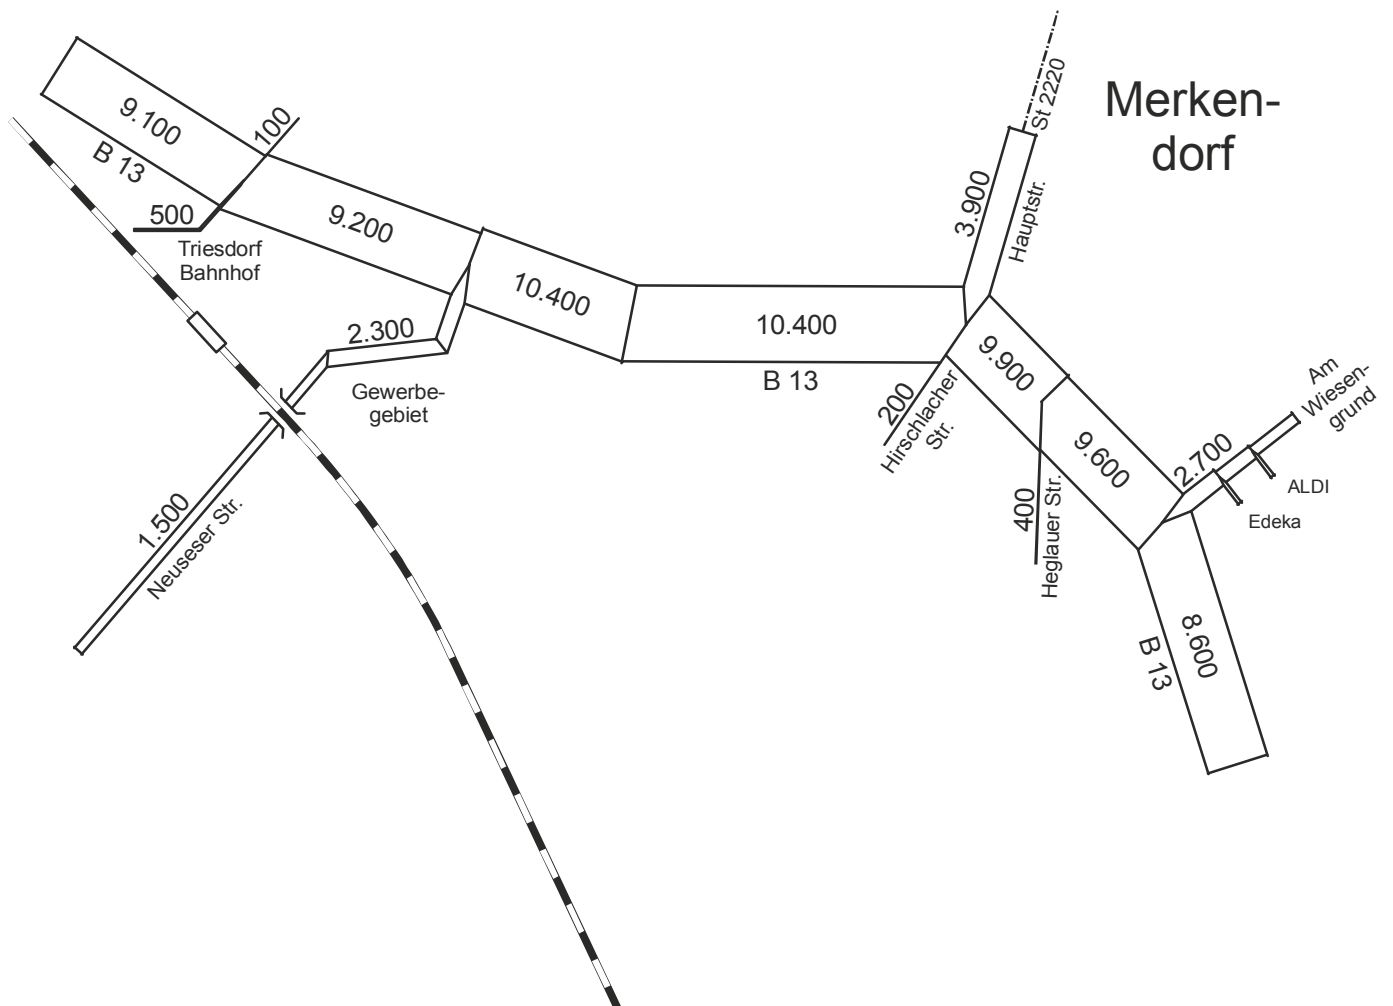 Merken-
dorf
9.100
B 13
100
500
Triesdorf
Bahnhof
9.200
10.400
2.300
Gewerbe-
gebiet
1.500
Neuseser Str.
10.400
B 13
3.900
Hauptstr.
St 2220
200
Hirschlacher
Str.
9.900
400
Heglauer Str.
9.600
2.700
Am
Wiesen-
grund
ALDI
Edeka
8.600
B 13